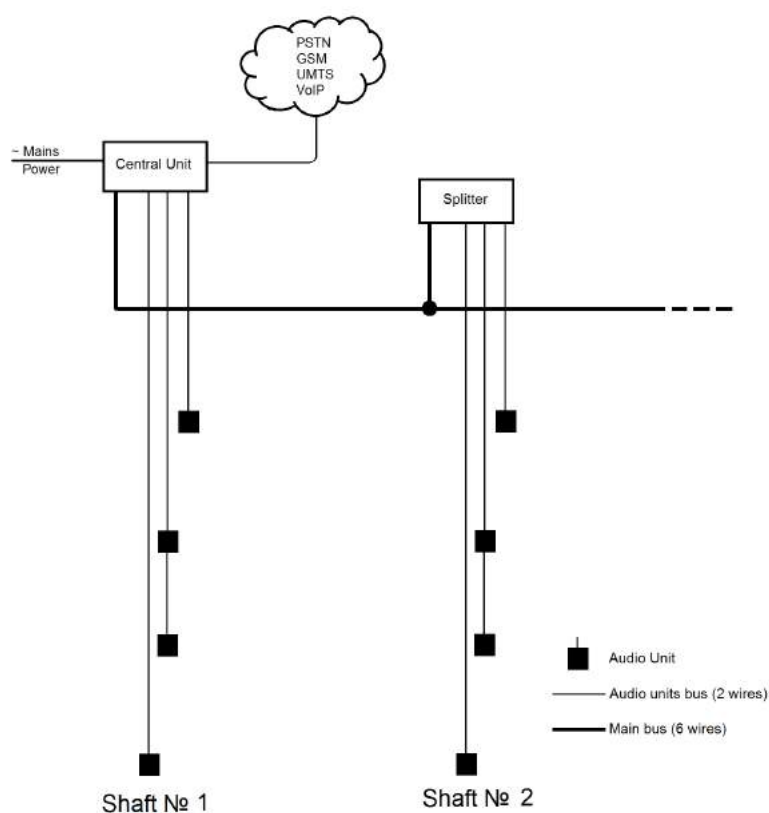 PSTN
GSM
UMTS
VoIP
~ Mains
Power
Central Unit
Splitter
Audio Unit
Audio units bus (2 wires)
Main bus (6 wires)
Shaft № 1
Shaft № 2